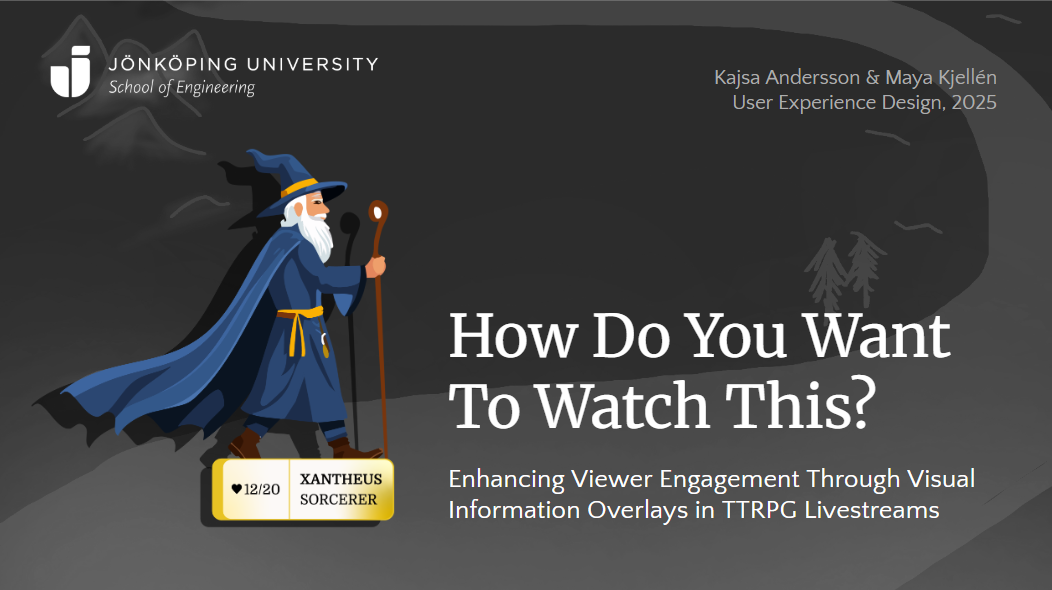 JÖNKÖPING UNIVERSITY
School of Engineering
Kajsa Andersson & Maya Kjellén
User Experience Design, 2025
How Do You Want
To Watch This?
Enhancing Viewer Engagement Through Visual
Information Overlays in TTRPG Livestreams
♥12/20
XANTHEUS
SORCERER